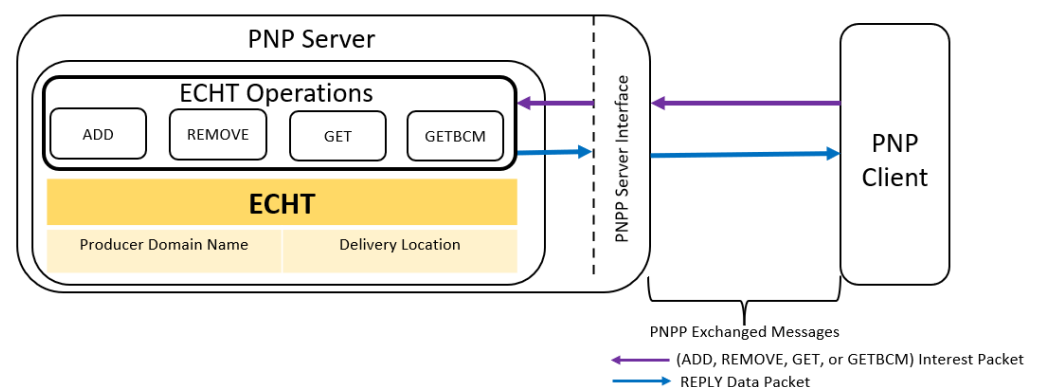 PNP Server
ECHT Operations
ADD
REMOVE
GET
GETBCM
ECHT
Producer Domain Name
Delivery Location
PNPP Server Interface
PNP
Client
PNPP Exchanged Messages
(ADD, REMOVE, GET, or GETBCM) Interest Packet
REPLY Data Packet